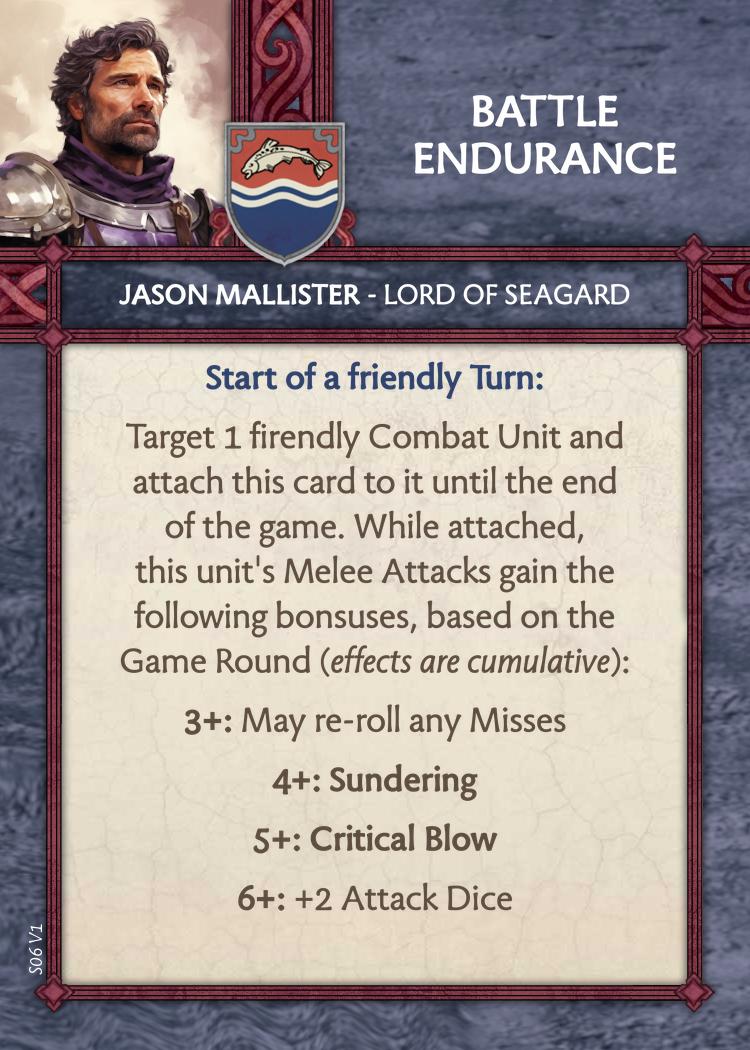 BATTLE
ENDURANCE
JASON MALLISTER - LORD OF SEAGARD
Start of a friendly Turn:
Target 1 firendly Combat Unit and
attach this card to it until the end
of the game. While attached,
this unit's Melee Attacks gain the
following bonsuses, based on the
Game Round (effects are cumulative):
3+: May re-roll any Misses
4+: Sundering
5+: Critical Blow
6+: +2 Attack Dice
S06 V1